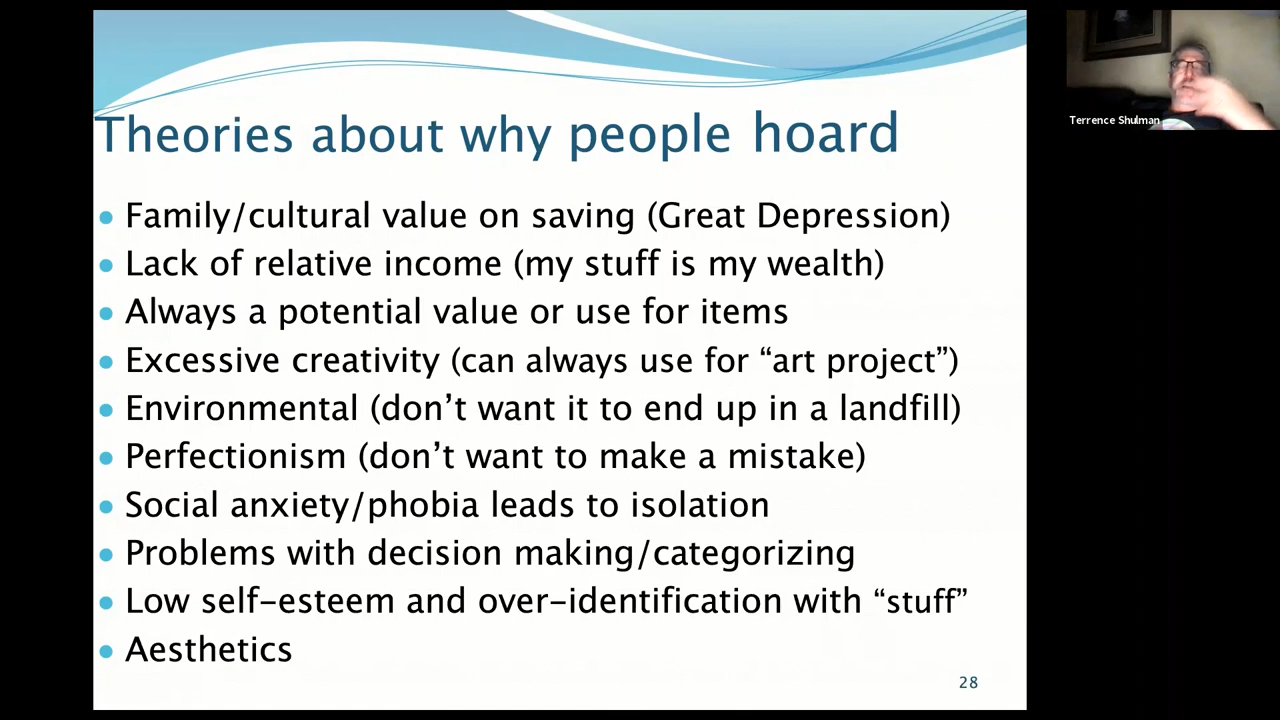 Theories about why people hoard
Family/cultural value on saving (Great Depression)
Lack of relative income (my stuff is my wealth)
Always a potential value or use for items
Excessive creativity (can always use for “art project”)
Environmental (don’t want it to end up in a landfill)
Perfectionism (don’t want to make a mistake)
Social anxiety/phobia leads to isolation
Problems with decision making/categorizing
Low self-esteem and over-identification with “stuff”
Aesthetics
28
Terrence Shulman